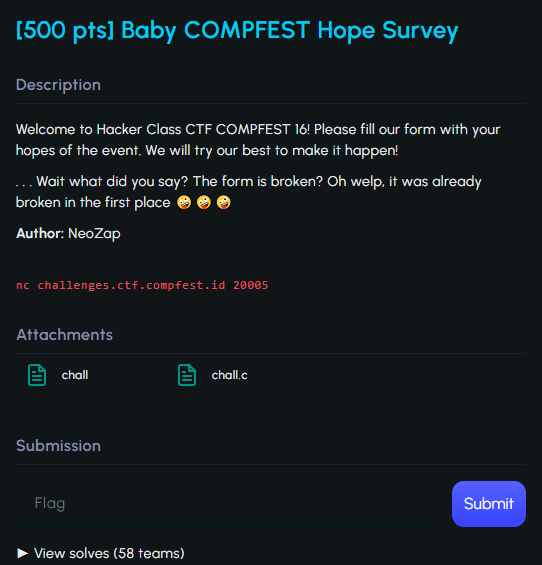 [500 pts] Baby COMPFEST Hope Survey
Description
Welcome to Hacker Class CTF COMPFEST 16! Please fill our form with your
hopes of the event. We will try our best to make it happen!
. . . Wait what did you say? The form is broken? Oh welp, it was already
broken in the first place 🤪 🤪 🤪
Author: NeoZap
nc challenges.ctf.compfest.id 20005
Attachments
chall
chall.c
Submission
Flag
Submit
► View solves (58 teams)